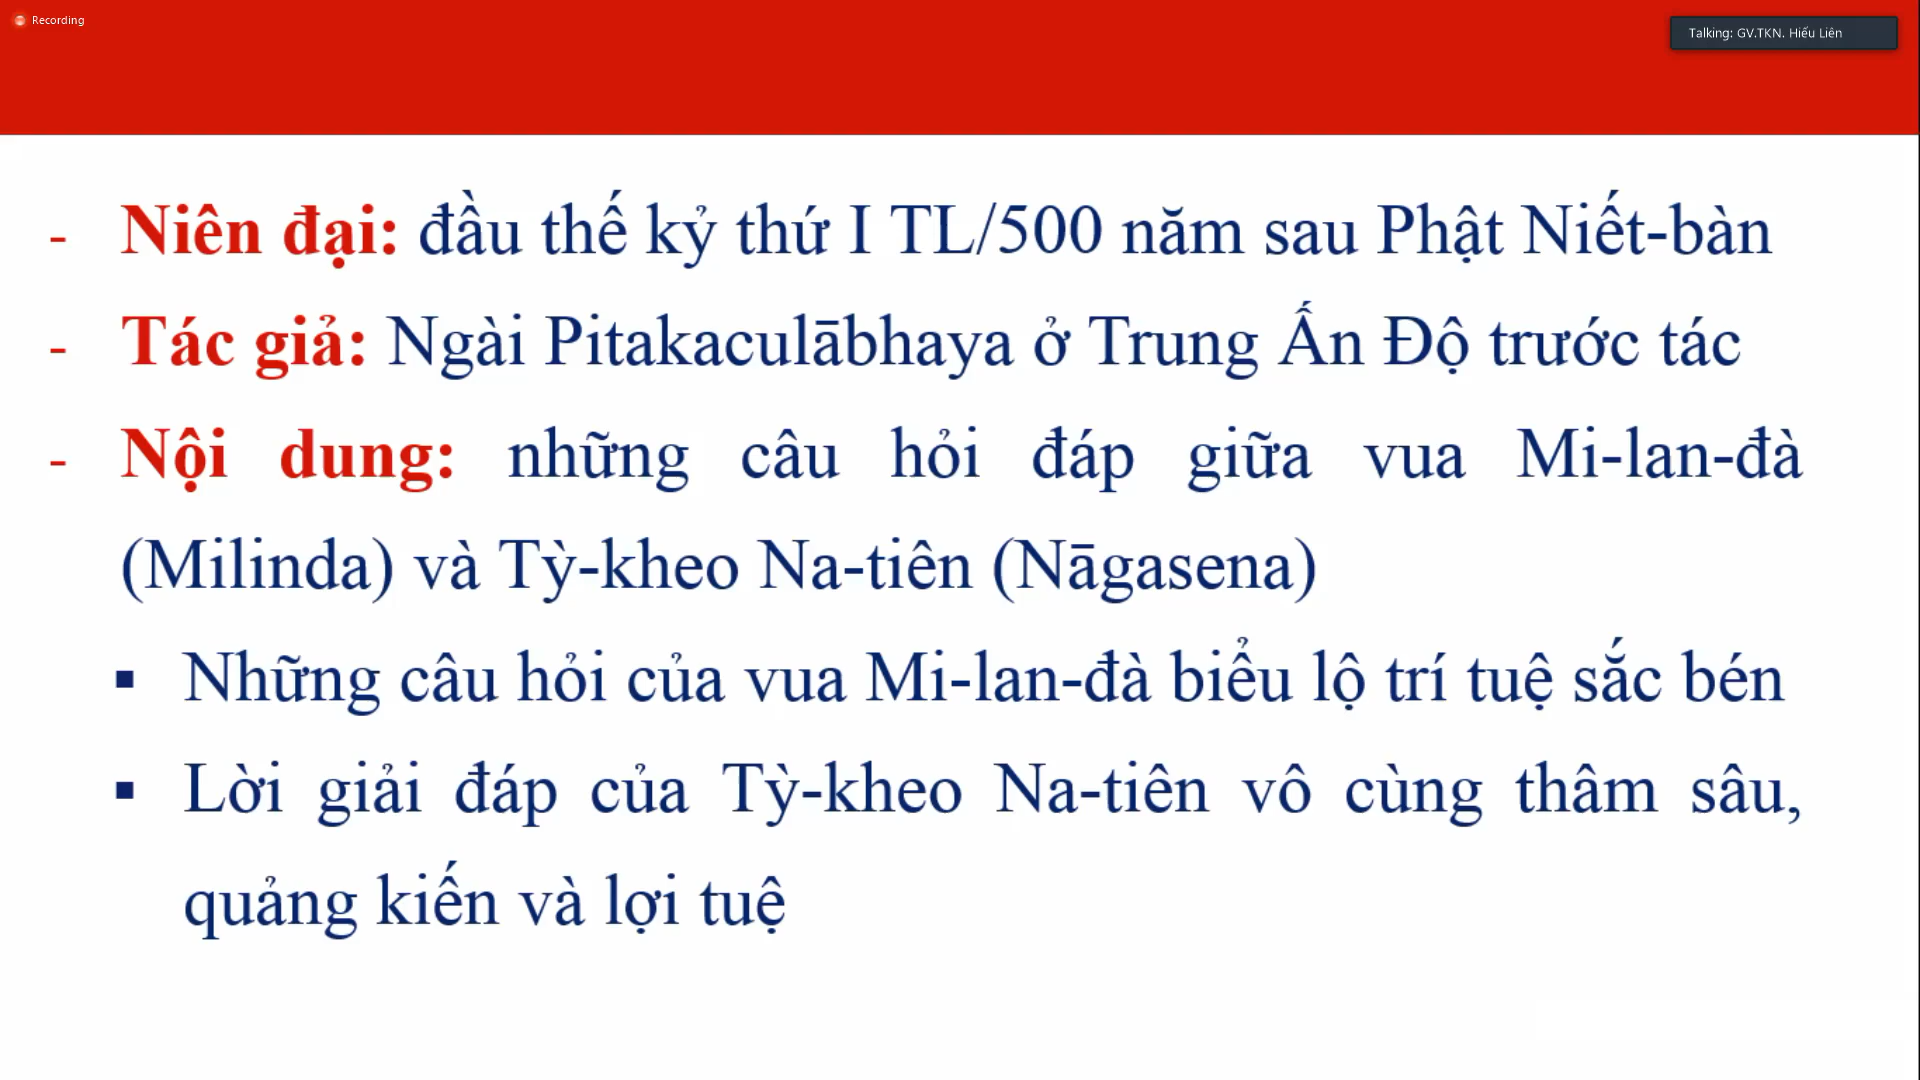 Recording
Talking: GV.TKN. Hiếu Liên
- Niên đại: đầu thế kỷ thứ I TL/500 năm sau Phật Niết-bàn
- Tác giả: Ngài Pitakaculābhaya ở Trung Ấn Độ trước tác
- Nội dung: những câu hỏi đáp giữa vua Mi-lan-đà
(Milinda) và Tỳ-kheo Na-tiên (Nāgasena)
▪ Những câu hỏi của vua Mi-lan-đà biểu lộ trí tuệ sắc bén
▪ Lời giải đáp của Tỳ-kheo Na-tiên vô cùng thâm sâu,
quảng kiến và lợi tuệ